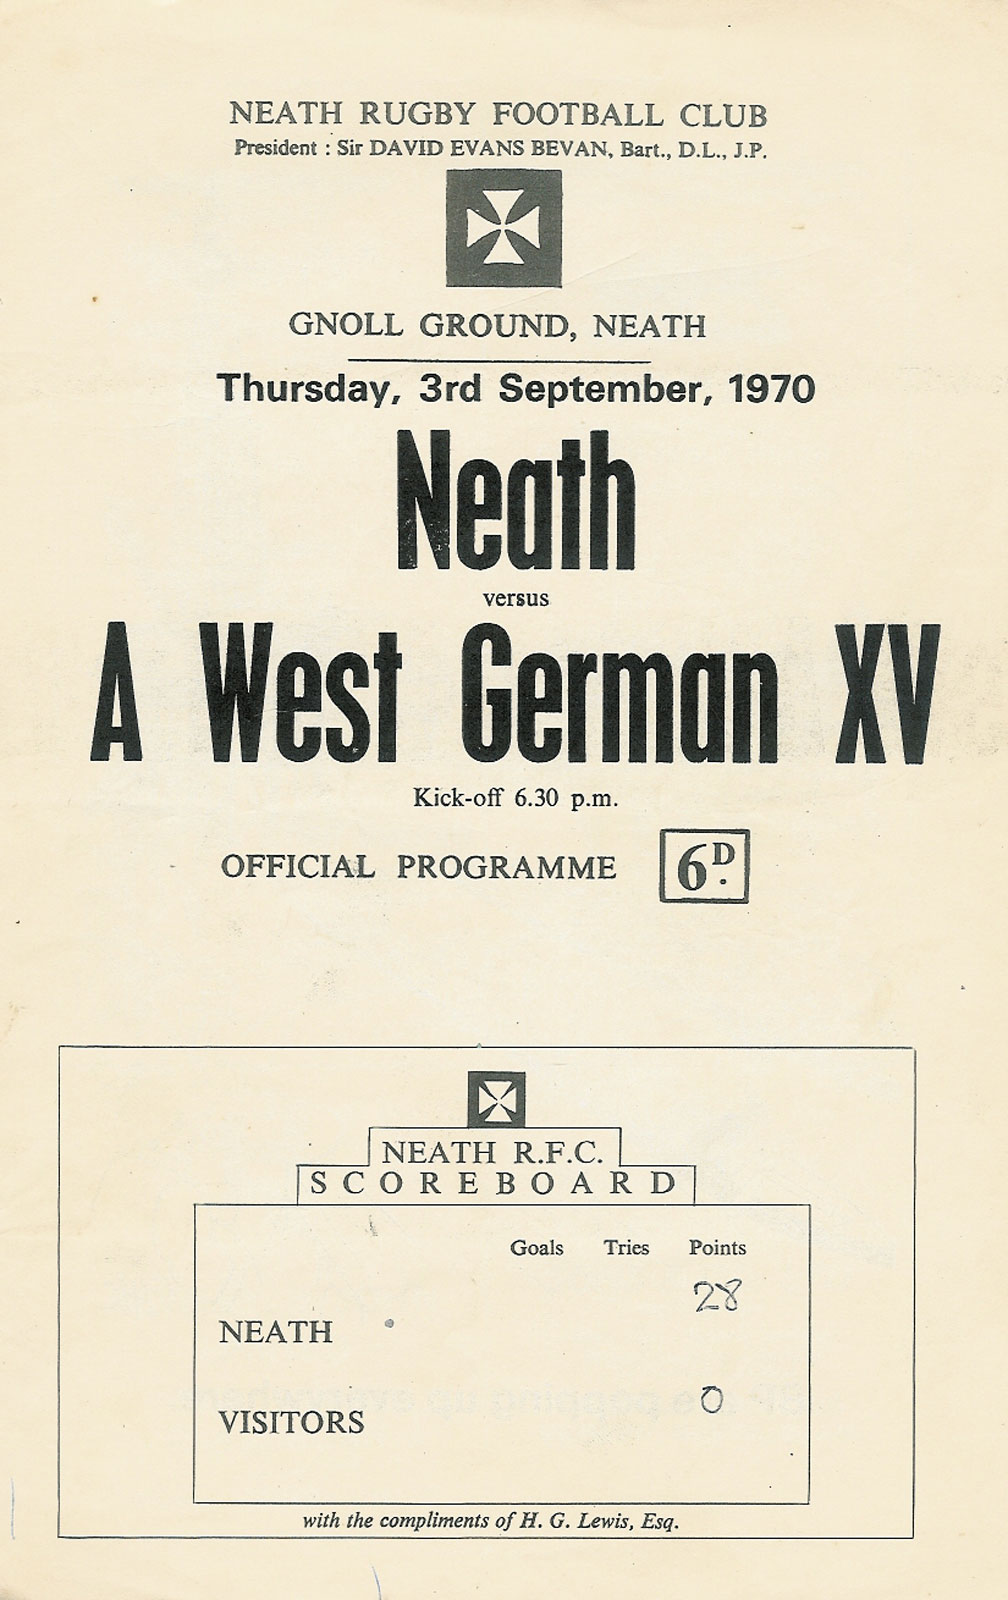 NEATH RUGBY FOOTBALL CLUB
President : Sir DAVID EVANS BEVAN, Bart., D.L., J.P.
GNOLL GROUND, NEATH
Thursday, 3rd September, 1970
Neath
versus
A West German XV
Kick-off 6.30 p.m.
OFFICIAL PROGRAMME 6D.
NEATH R.F.C.
SCOREBOARD
Goals Tries Points
28
NEATH
0
VISITORS
with the compliments of H. G. Lewis, Esq.